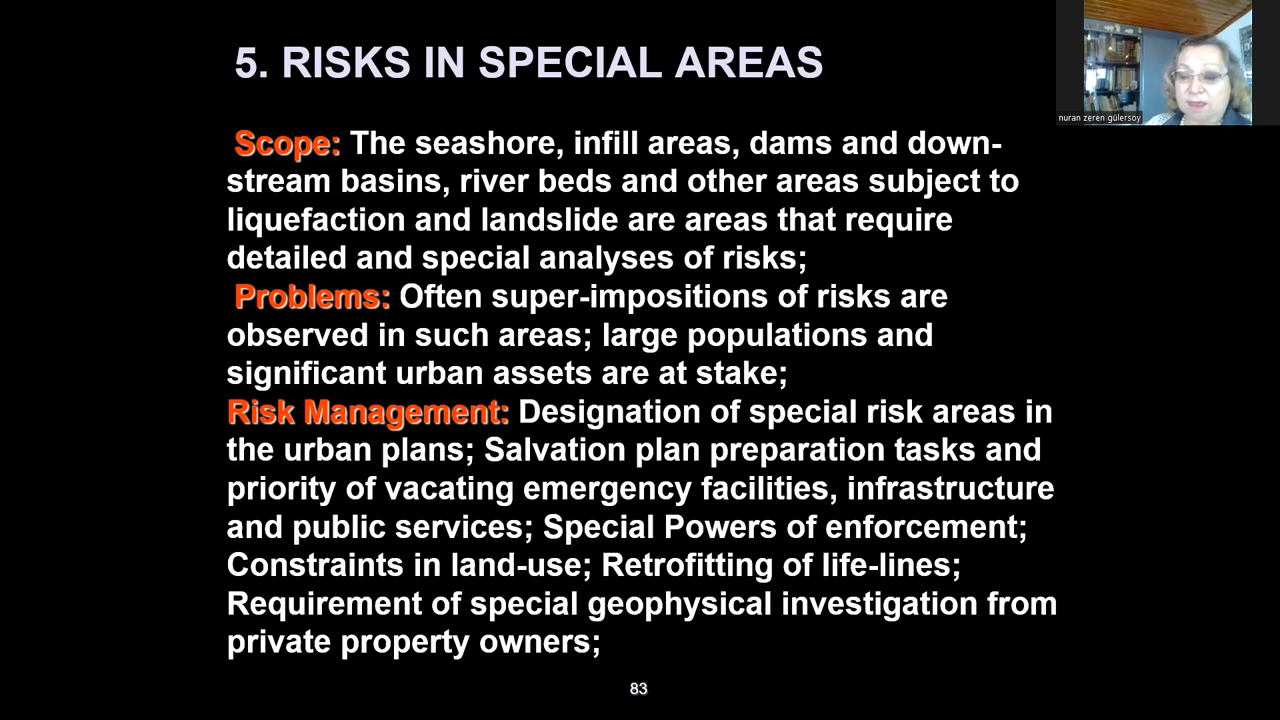 5. RISKS IN SPECIAL AREAS
nuran zeren gülersoy
Scope: The seashore, infill areas, dams and down-
stream basins, river beds and other areas subject to
liquefaction and landslide are areas that require
detailed and special analyses of risks;
Problems: Often super-impositions of risks are
observed in such areas; large populations and
significant urban assets are at stake;
Risk Management: Designation of special risk areas in
the urban plans; Salvation plan preparation tasks and
priority of vacating emergency facilities, infrastructure
and public services; Special Powers of enforcement;
Constraints in land-use; Retrofitting of life-lines;
Requirement of special geophysical investigation from
private property owners;
83